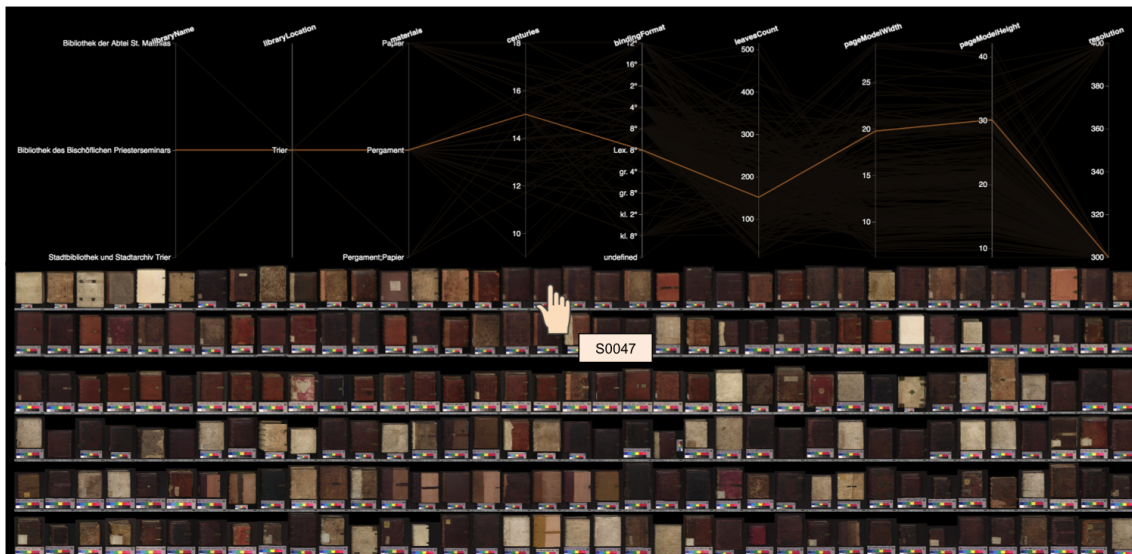 libraryName
libraryLocation
materials
centuries
bindingFormat
leavesCount
pageModelWidth
pageModelHeight
resolution
Bibliothek der Abtei St. Matthias
Bibliothek des Bischöflichen Priesterseminars
Stadtbibliothek und Stadtarchiv Trier
Trier
Papier
Pergament
Pergament;Papier
18
16
14
12
10
12°
16°
2°
4°
8°
Lex. 8°
gr. 4°
gr. 8°
kl. 2°
kl. 8°
undefined
500
400
300
200
100
25
20
15
10
40
30
20
10
400
380
360
340
320
300
S0047